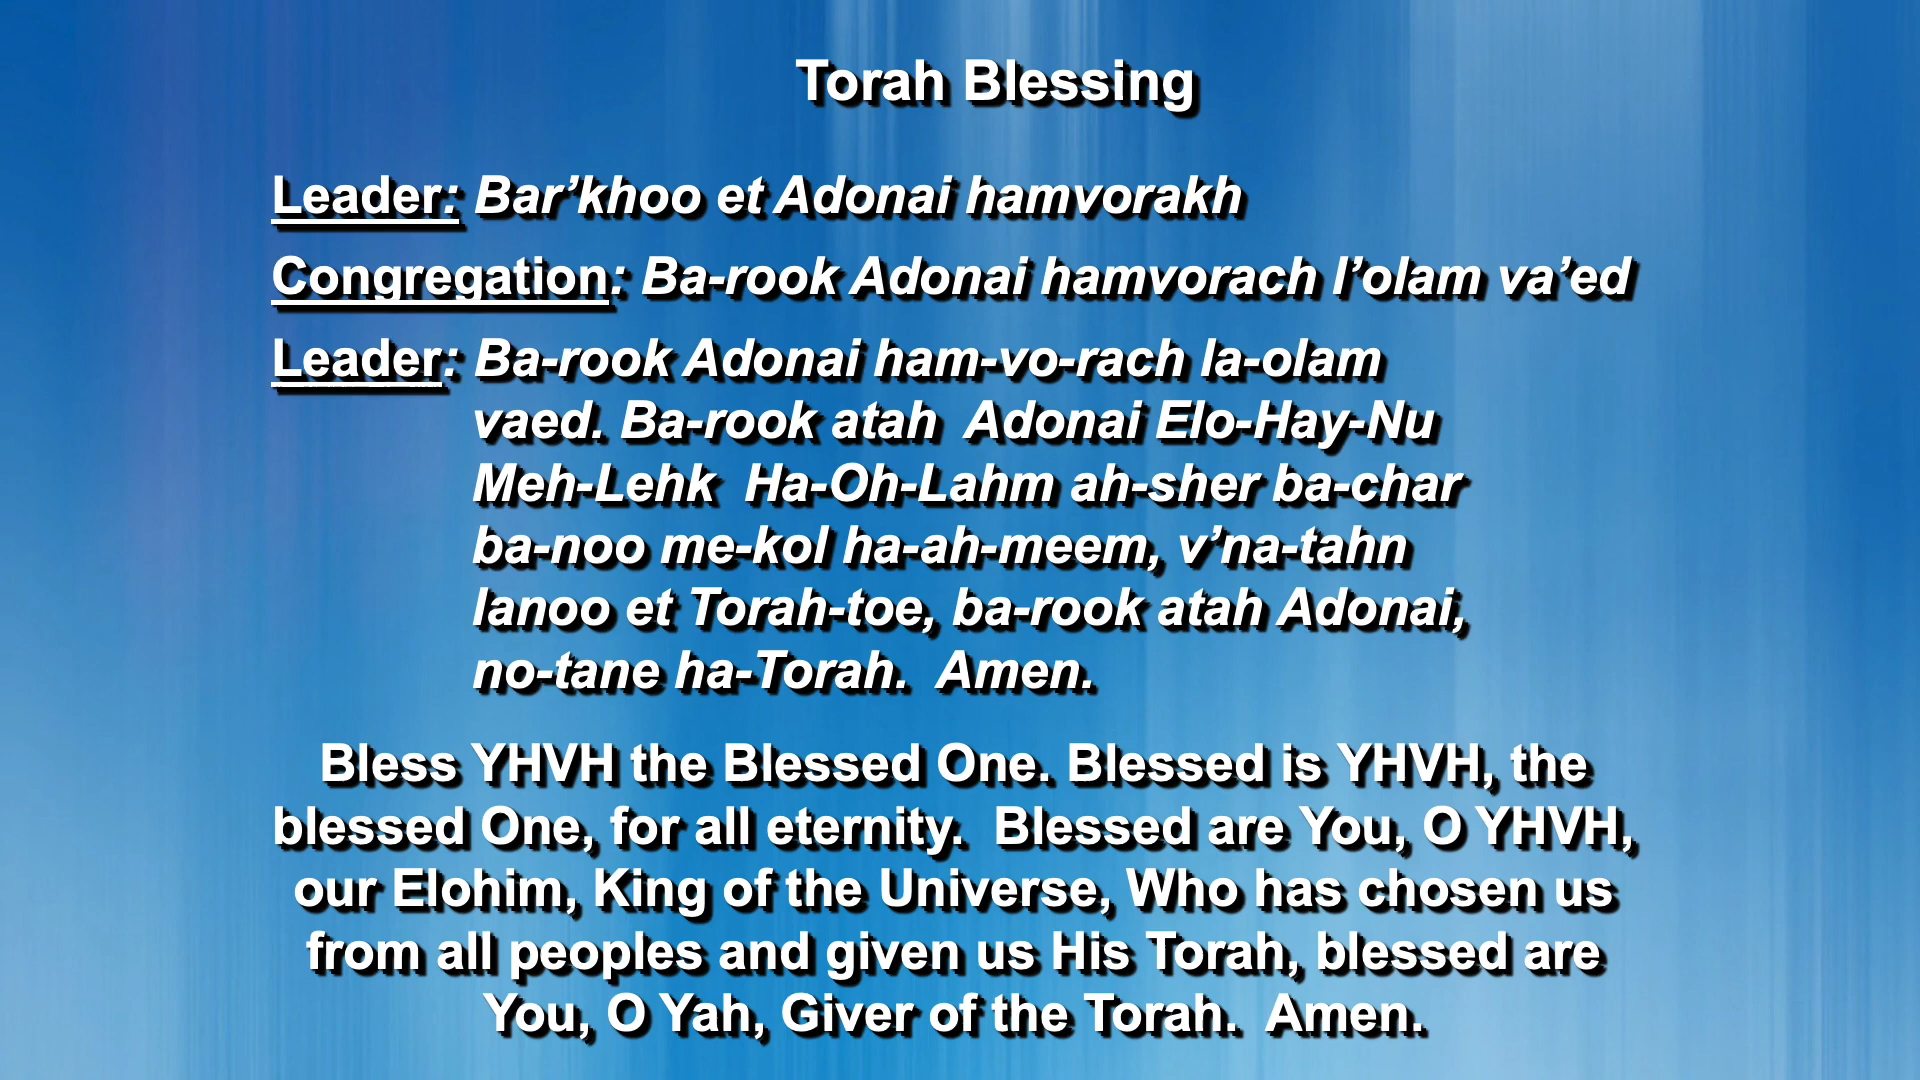 Torah Blessing
Leader: Bar’khoo et Adonai hamvorakh
Congregation: Ba-rook Adonai hamvorach l’olam va’ed
Leader: Ba-rook Adonai ham-vo-rach la-olam
vaed. Ba-rook atah  Adonai Elo-Hay-Nu
Meh-Lehk  Ha-Oh-Lahm ah-sher ba-char
ba-noo me-kol ha-ah-meem, v’na-tahn
lanoo et Torah-toe, ba-rook atah Adonai,
no-tane ha-Torah.  Amen.
Bless YHVH the Blessed One. Blessed is YHVH, the
blessed One, for all eternity.  Blessed are You, O YHVH,
our Elohim, King of the Universe, Who has chosen us
from all peoples and given us His Torah, blessed are
You, O Yah, Giver of the Torah.  Amen.